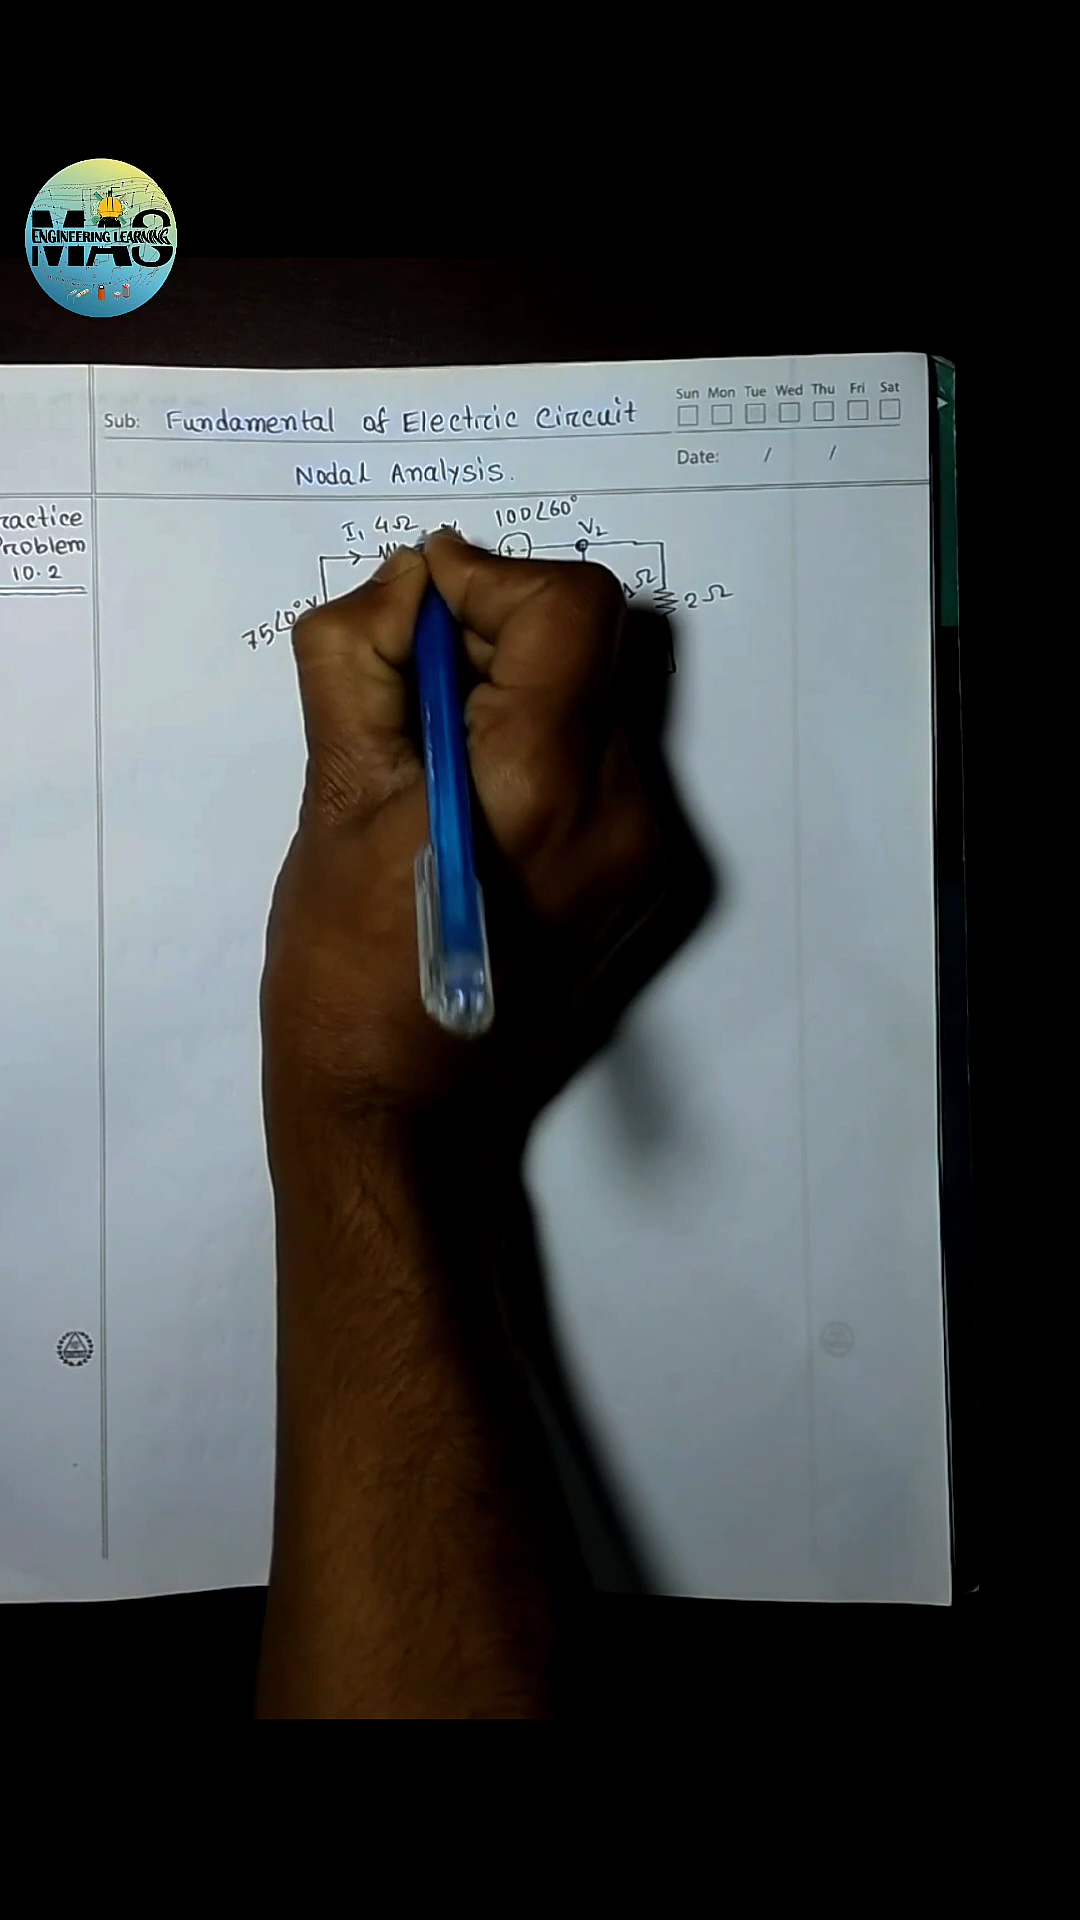 MAS
ENGINEERING LEARNING
Sun Mon Tue Wed Thu Fri Sat
Sub: Fundamental of Electric Circuit
Date: / /
Nodal Analysis.
ractice
roblem
10.2
I₁ 4Ω
100∠60°
V₂
75∠0° V
2Ω